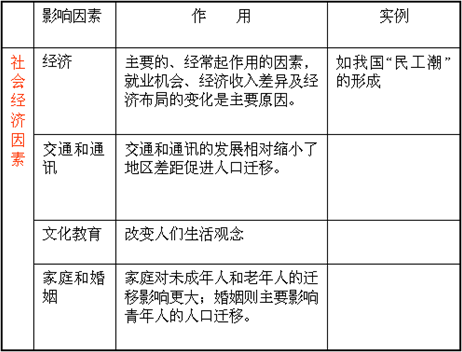 影响因素 作 用 实例
社会经济因素
经济 主要的、经常起作用的因素, 如我国“民工潮”
就业机会、经济收入差异及经 的形成
济布局的变化是主要原因。
交通和通 交通和通讯的发展相对缩小了
讯 地区差距促进人口迁移。
文化教育 改变人们生活观念
家庭和婚 家庭对未成年人和老年人的迁
姻 移影响更大；婚姻则主要影响
青年人的人口迁移。